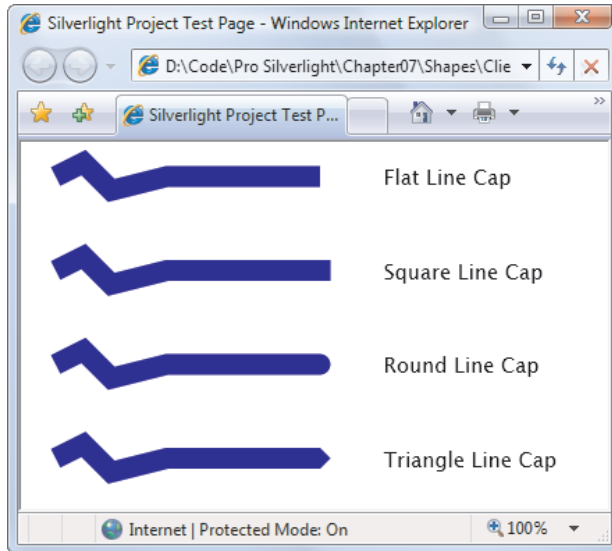 Silverlight Project Test Page - Windows Internet Explorer
D:\Code\Pro Silverlight\Chapter07\Shapes\Clie
Silverlight Project Test P...
Flat Line Cap
Square Line Cap
Round Line Cap
Triangle Line Cap
Internet | Protected Mode: On
100%